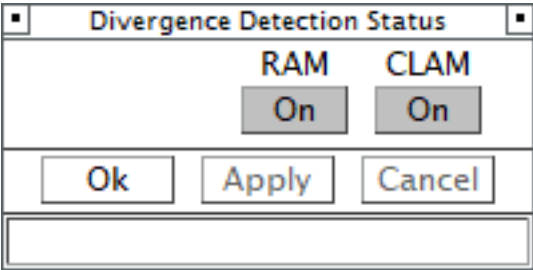 Divergence Detection Status
RAM CLAM
On On
Ok Apply Cancel